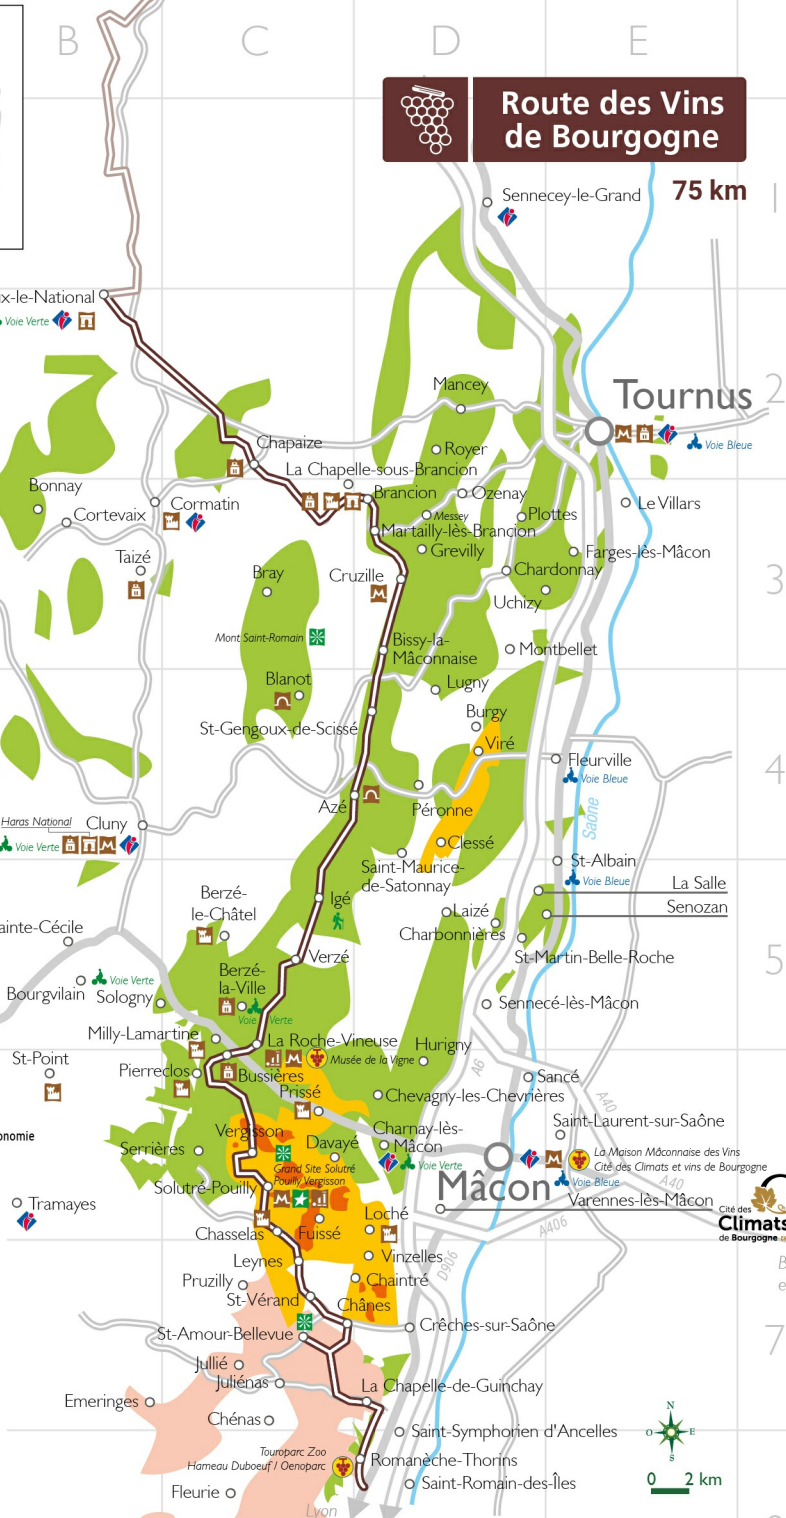 B
C
D
E
Route des Vins
de Bourgogne
75 km
1
Sennecey-le-Grand
x-le-National
Voie Verte
2
Mancey
Tournus
Voie Bleue
Chapaize
Royer
La Chapelle-sous-Brancion
Bonnay
Cormatin
Brancion
Ozenay
Le Villars
Cortevaix
Messey
Plottes
Martailly-lès-Brancion
Taizé
Grevilly
Farges-lès-Mâcon
Bray
Cruzille
Chardonnay
3
Uchizy
Mont Saint-Romain
Bissy-la-
Mâconnaise
Montbellet
Blanot
Lugny
St-Gengoux-de-Scissé
Burgy
Viré
Fleurville
4
Voie Bleue
Azé
Péronne
Haras National
Cluny
Saône
Voie Verte
Clessé
Saint-Maurice-
de-Satonnay
St-Albain
Voie Bleue
La Salle
Berzé-
le-Châtel
Igé
Laizé
Senozan
ainte-Cécile
Charbonnières
Verzé
St-Martin-Belle-Roche
5
Berzé-
la-Ville
Voie Verte
Bourgvilain
Sologny
Voie Verte
Sennecé-lès-Mâcon
Milly-Lamartine
La Roche-Vineuse
Hurigny
Musée de la Vigne
St-Point
Pierreclos
Bussières
A6
Sancé
Prissé
Chevagny-les-Chevrières
A40
Saint-Laurent-sur-Saône
onomie
Vergisson
Charnay-lès-
Mâcon
Davayé
Serrières
Voie Verte
La Maison Mâconnaise des Vins
Cité des Climats et vins de Bourgogne
Grand Site Solutré
Pouilly Vergisson
Voie Bleue
Mâcon
A40
Solutré-Pouilly
Varennes-lès-Mâcon
Tramayes
Cité des
Climats
de Bourgogne
Loché
Chasselas
Fuissé
A406
Leynes
Vinzelles
D906
Pruzilly
Chaintré
St-Vérand
Chânes
St-Amour-Bellevue
Crêches-sur-Saône
7
Jullié
Juliénas
La Chapelle-de-Guinchay
Emeringes
Chénas
Saint-Symphorien d'Ancelles
N
O
E
S
Touroparc Zoo
Hameau Duboeuf / Oenoparc
Romanèche-Thorins
0
2 km
Saint-Romain-des-Îles
Fleurie
Lyon